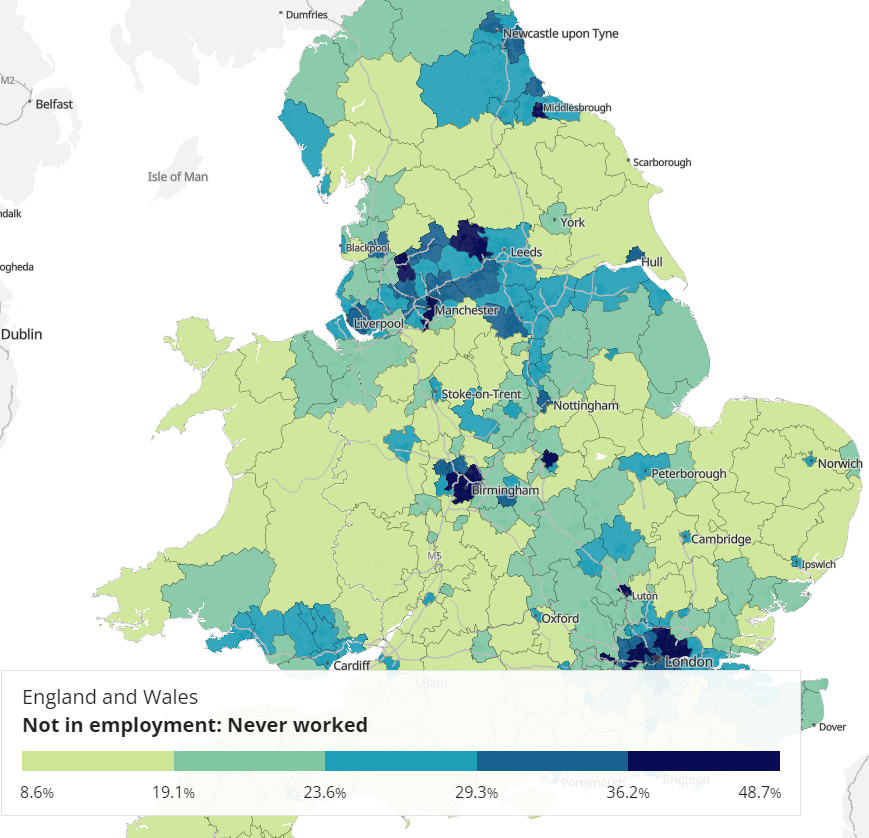 Dumfries
Newcastle upon Tyne
M2
Belfast
Middlesbrough
Scarborough
Isle of Man
ndalk
York
Blackpool
Leeds
ogheda
Hull
Manchester
Liverpool
Dublin
Stoke-on-Trent
Nottingham
Norwich
Peterborough
Birmingham
Cambridge
M5
Ipswich
Luton
Oxford
London
Cardiff
Bath
England and Wales
Not in employment: Never worked
Dover
Portsmouth
Brighton
8.6%
19.1%
23.6%
29.3%
36.2%
48.7%